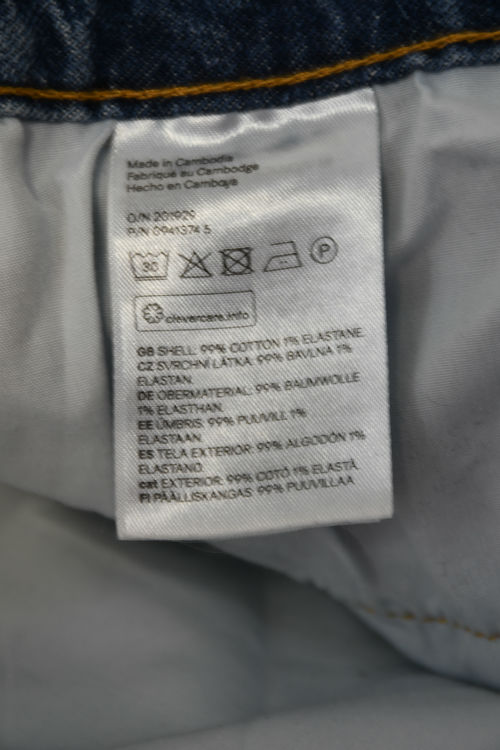 Made in Cambodia
Fabriqué au Cambodge
Hecho en Camboya
O/N 201929
P/N 0941374 5
30
P
clevercare.info
GB SHELL: 99% COTTON 1% ELASTANE.
CZ SVRCHNÍ LÁTKA: 99% BAVLNA 1%
ELASTAN.
DE OBERMATERIAL: 99% BAUMWOLLE
1% ELASTHAN.
EE ÜMBRIS: 99% PUUVILL 1%
ELASTAAN.
ES TELA EXTERIOR: 99% ALGODÓN 1%
ELASTANO.
cat EXTERIOR: 99% COTÓ 1% ELASTÀ.
FI PÄÄLLISKANGAS: 99% PUUVILLAA